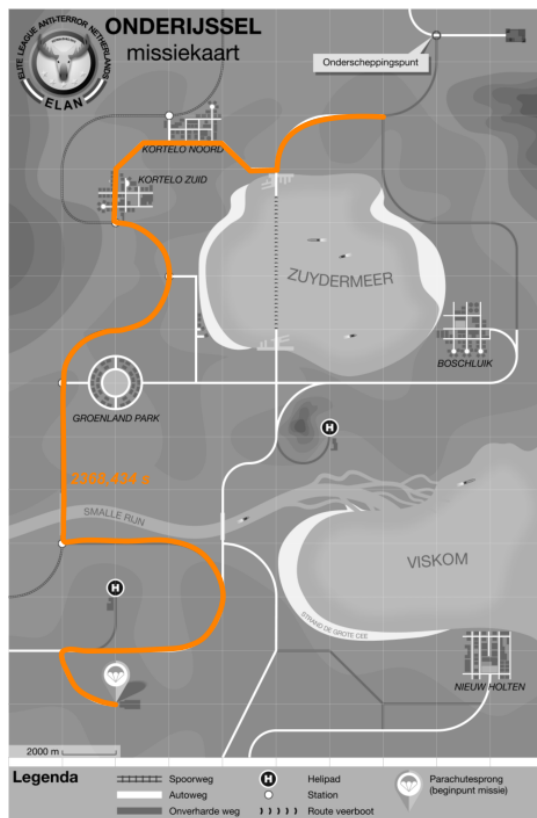 ELITE LEAGUE ANTI-TERROR NETHERLANDS
ELAN
ONDERIJSSEL
missiekaart
Onderscheppingspunt
KORTELO NOORD
KORTELO ZUID
ZUYDERMEER
BOSCHLUIK
GROENLAND PARK
H
2368,434 s
SMALLE RIJN
VISKOM
H
STRAND DE GROTE CEE
NIEUW HOLTEN
2000 m
Legenda
Spoorweg
Autoweg
Onverharde weg
H
Helipad
Station
Route veerboot
Parachutesprong
(beginpunt missie)